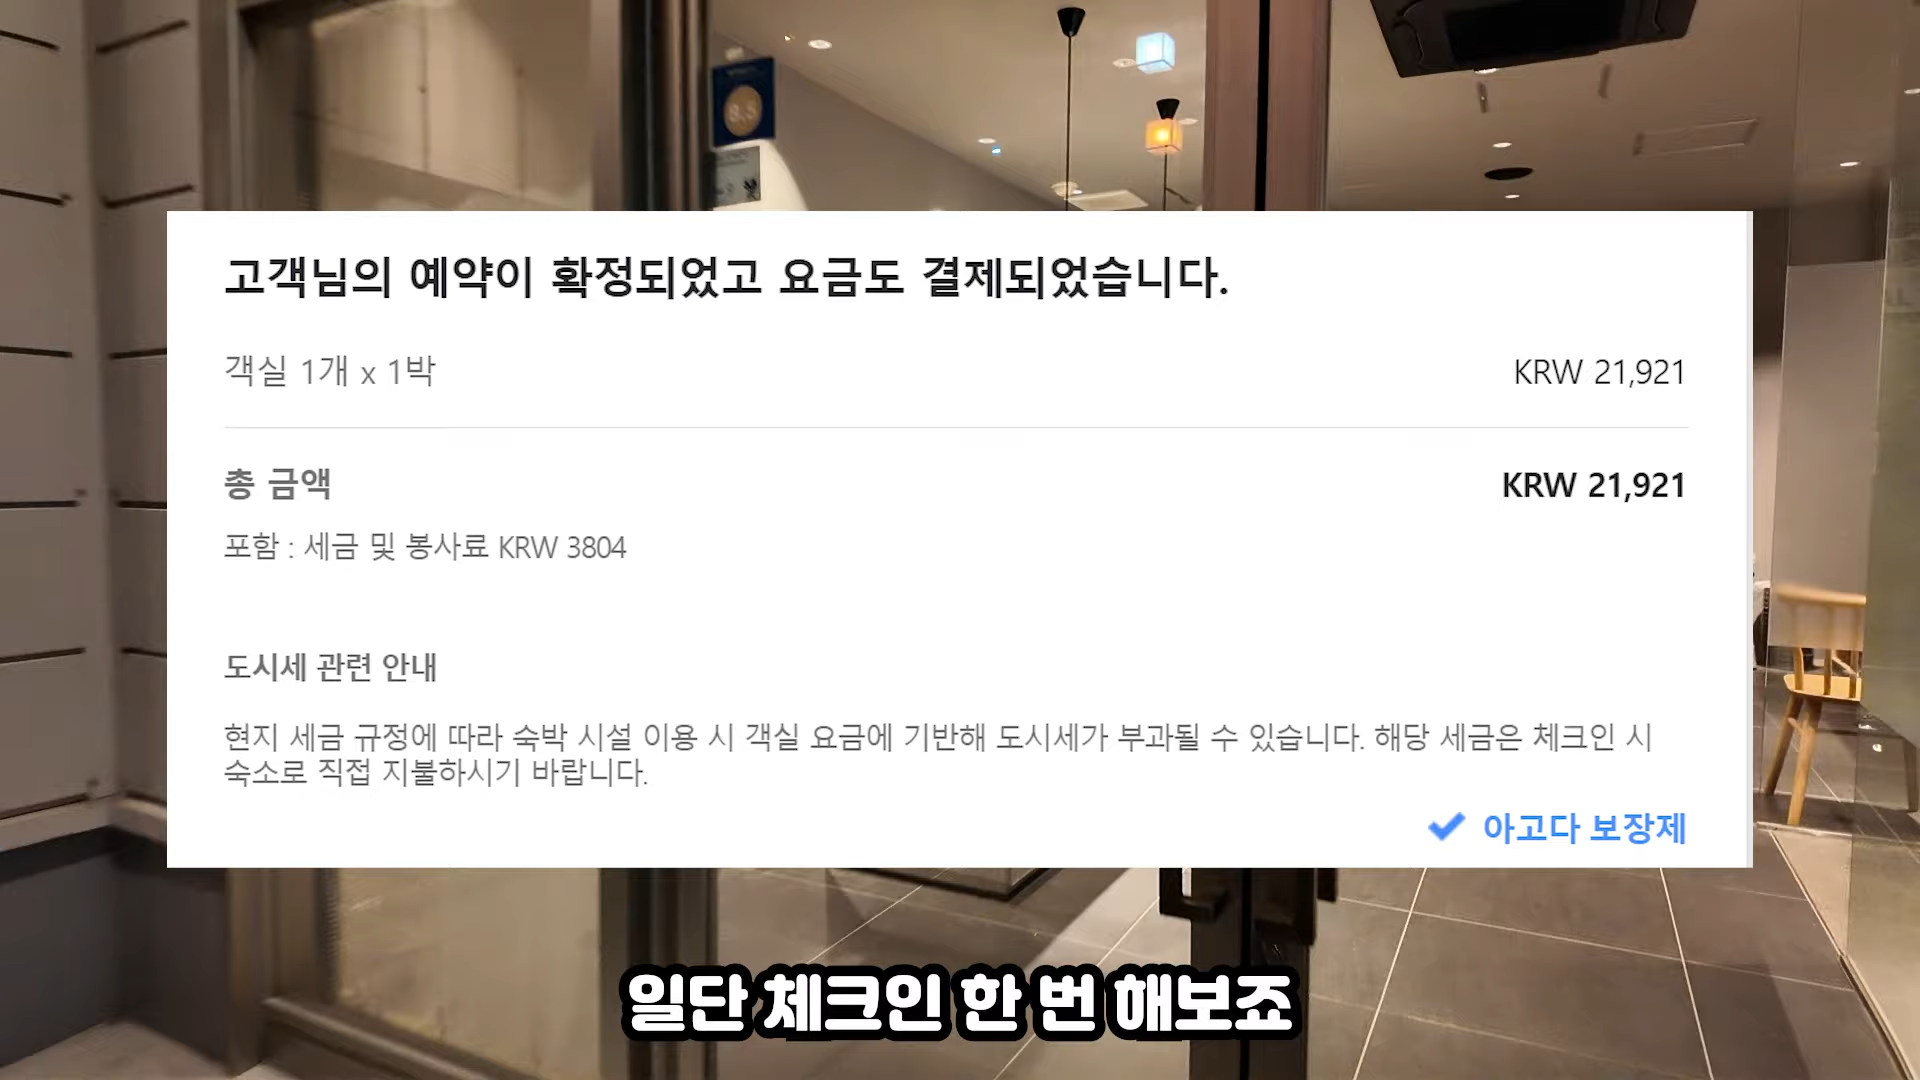 8.5
고객님의 예약이 확정되었고 요금도 결제되었습니다.
객실 1개 x 1박 KRW 21,921
총 금액 KRW 21,921
포함 : 세금 및 봉사료 KRW 3804
도시세 관련 안내
현지 세금 규정에 따라 숙박 시설 이용 시 객실 요금에 기반해 도시세가 부과될 수 있습니다. 해당 세금은 체크인 시
숙소로 직접 지불하시기 바랍니다.
아고다 보장제
일단 체크인 한 번 해보죠